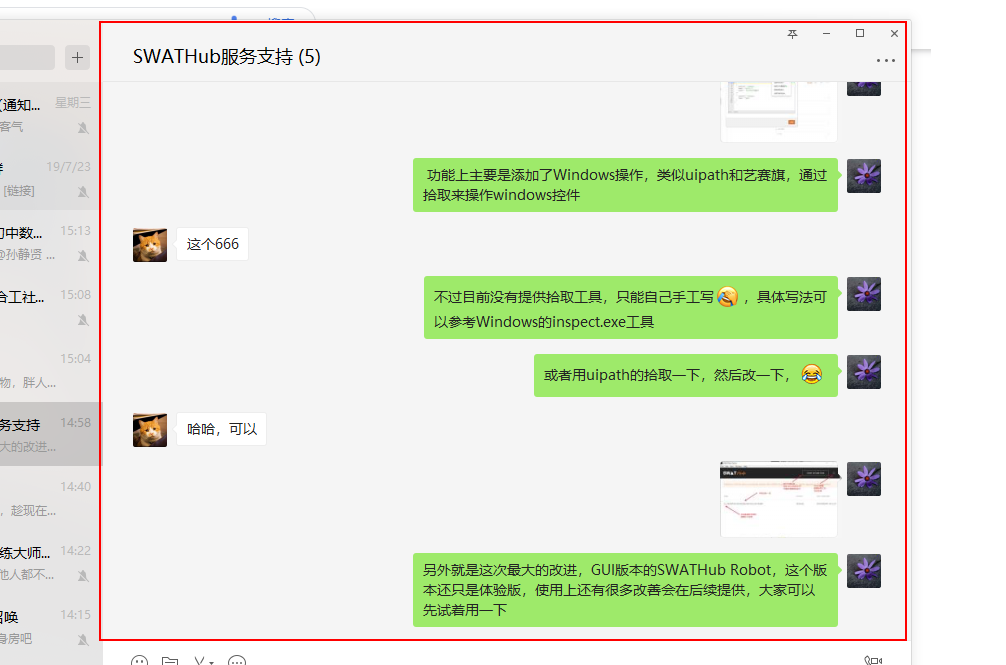 SWATHub服务支持 (5)
(通知...
星期三
客气
19/7/23
[链接]
初中数...
15:13
@孙静贤 ...
合工社...
15:08
15:04
物，胖人...
务支持
14:58
大的改进...
14:40
，趁现在...
练大师...
14:22
他人都不...
召唤
14:15
身房吧
功能上主要是添加了Windows操作，类似uipath和艺赛旗，通过
拾取来操作windows控件
这个666
不过目前没有提供拾取工具，只能自己手工写，具体写法可
以参考Windows的inspect.exe工具
或者用uipath的拾取一下，然后改一下，
哈哈，可以
另外就是这次最大的改进，GUI版本的SWATHub Robot，这个版
本还只是体验版，使用上还有很多改善会在后续提供，大家可以
先试着用一下